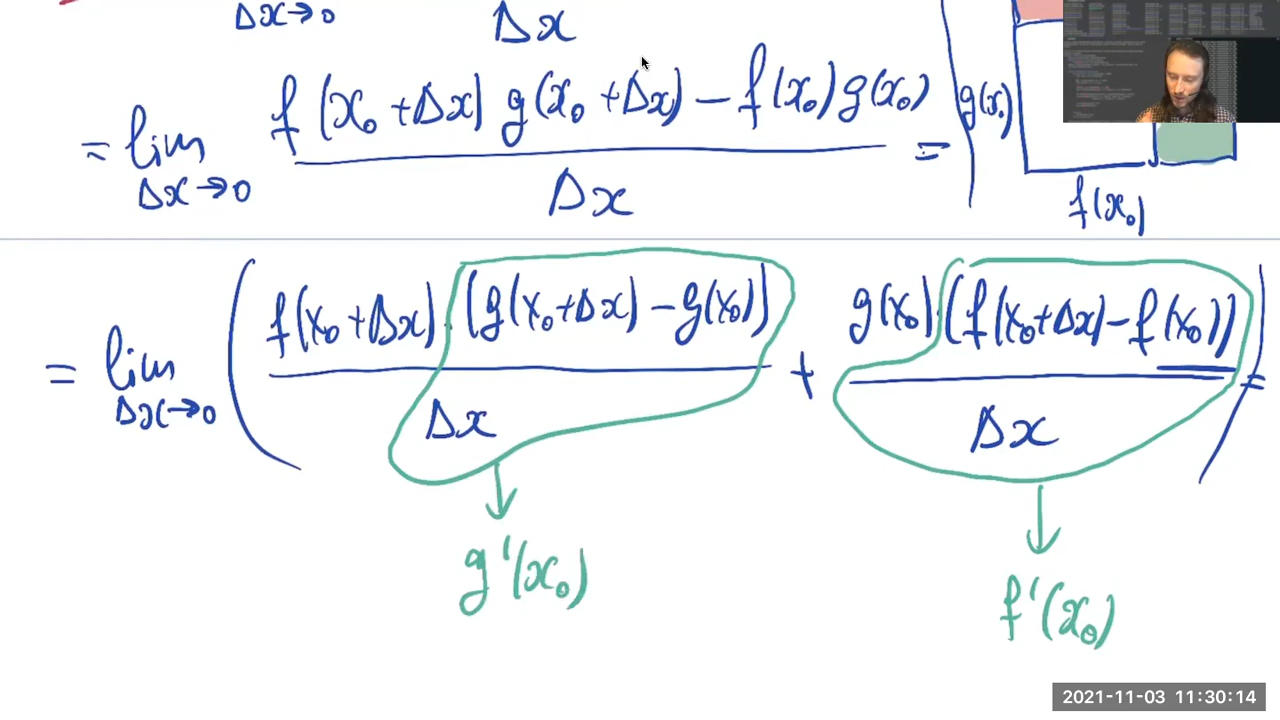 Δx→0 Δx
= lim Δx→0 f(x₀+Δx) g(x₀+Δx) − f(x₀)g(x₀) / Δx =
g(x₀)
f(x₀)
= lim Δx→0 ( f(x₀+Δx)·(g(x₀+Δx)−g(x₀)) / Δx + g(x₀)·(f(x₀+Δx)−f(x₀)) / Δx ) =
g'(x₀)
f'(x₀)
2021-11-03 11:30:14